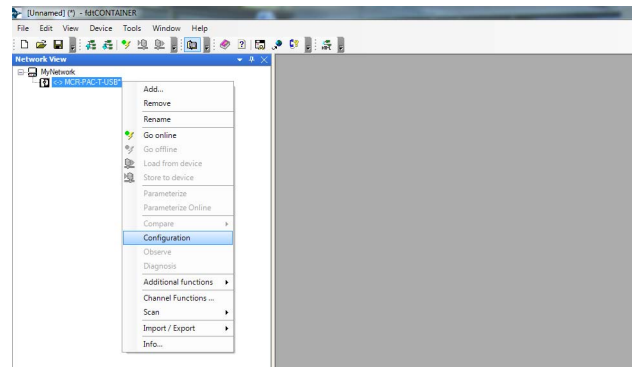 [Unnamed] (*) - fdtCONTAINER
File Edit View Device Tools Window Help
Network View
MyNetwork
<-> MCR-PAC-T-USB*
Add...
Remove
Rename
Go online
Go offline
Load from device
Store to device
Parameterize
Parameterize Online
Compare
Configuration
Observe
Diagnosis
Additional functions
Channel Functions ...
Scan
Import / Export
Info...